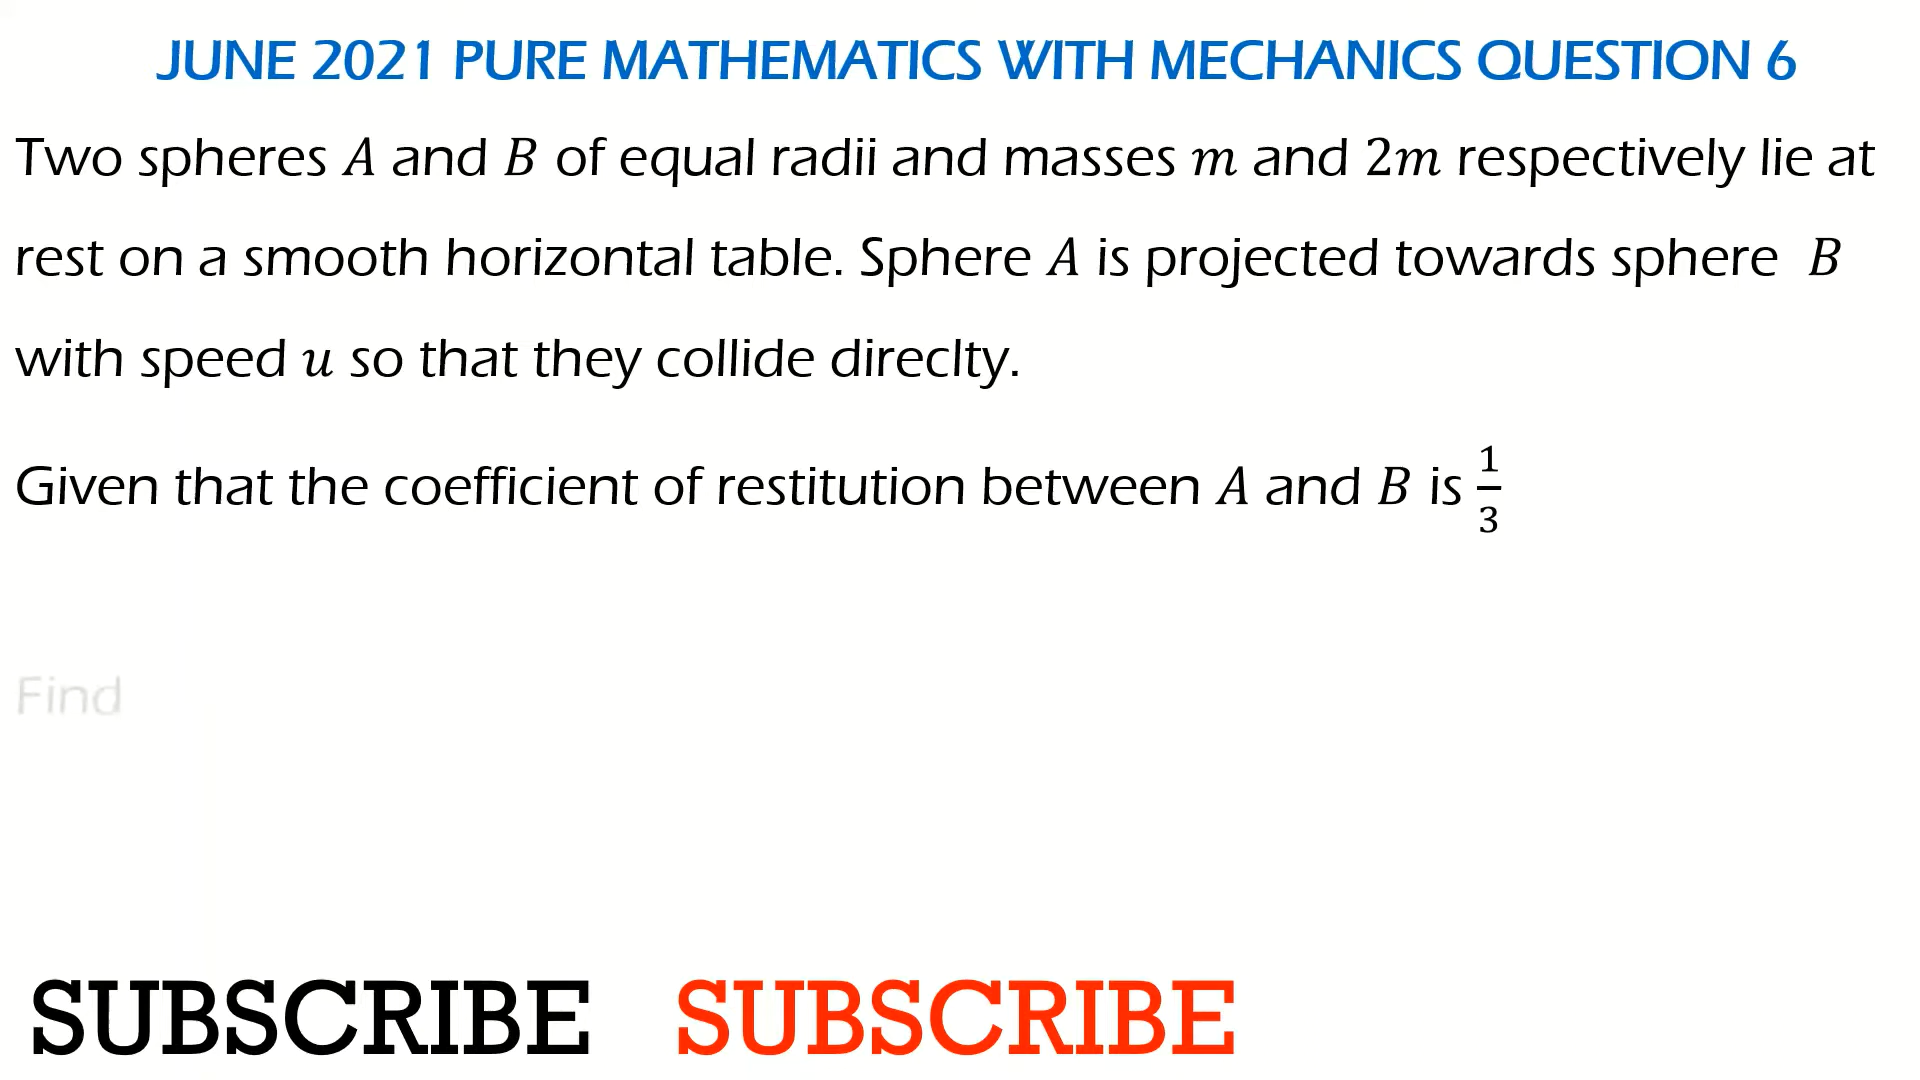 JUNE 2021 PURE MATHEMATICS WITH MECHANICS QUESTION 6
Two spheres A and B of equal radii and masses m and 2m respectively lie at
rest on a smooth horizontal table. Sphere A is projected towards sphere B
with speed u so that they collide direclty.
Given that the coefficient of restitution between A and B is 1/3
Find
SUBSCRIBE SUBSCRIBE